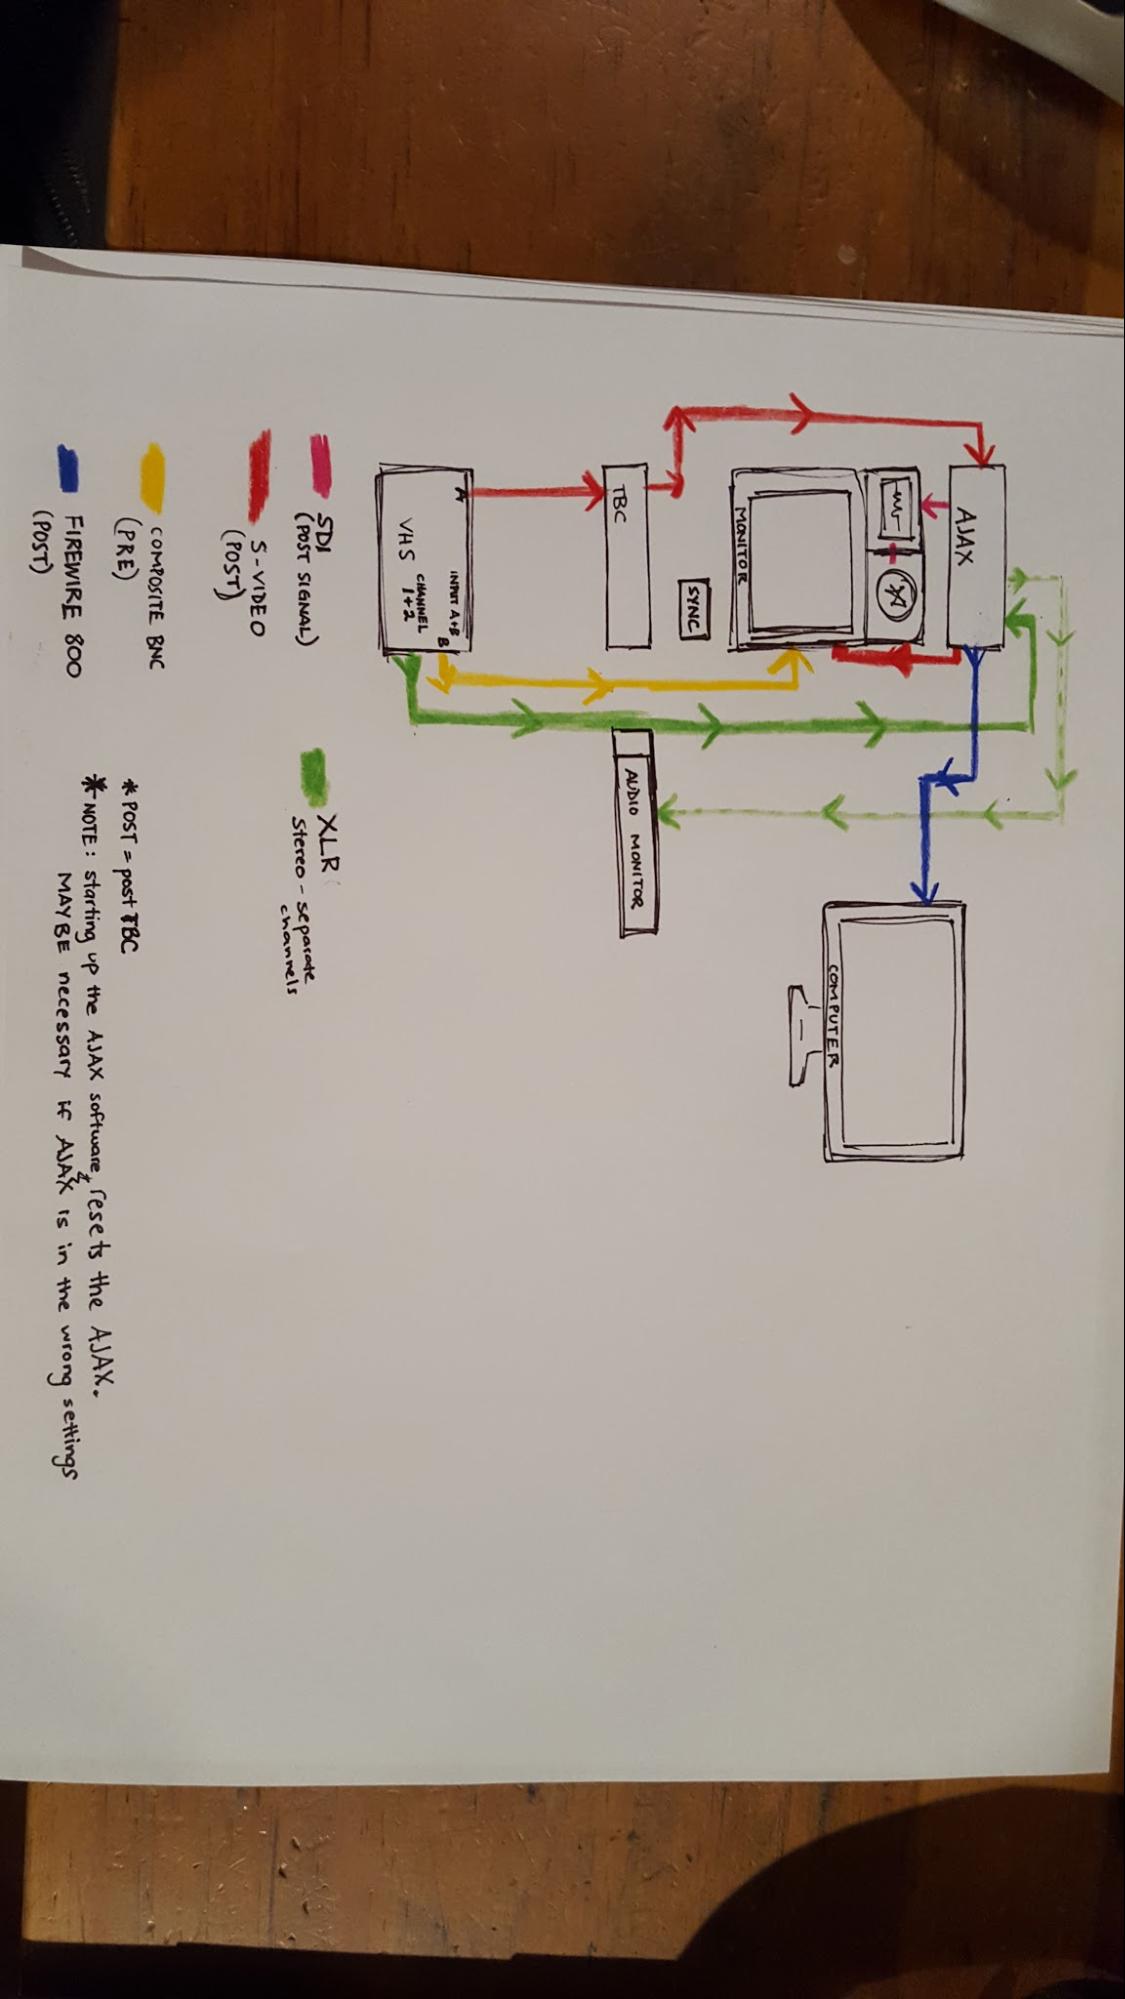 AJAX
MONITOR
SYNC
TBC
INPUT A+B
A
B
CHANNEL
1+2
VHS
COMPUTER
AUDIO MONITOR
SDI
(POST SIGNAL)
S-VIDEO
(POST)
COMPOSITE BNC
(PRE)
FIREWIRE 800
(POST)
XLR
stereo - separate
channels
* POST = post TBC
* NOTE: starting up the AJAX software, resets the AJAX.
MAYBE necessary if AJAX is in the wrong settings